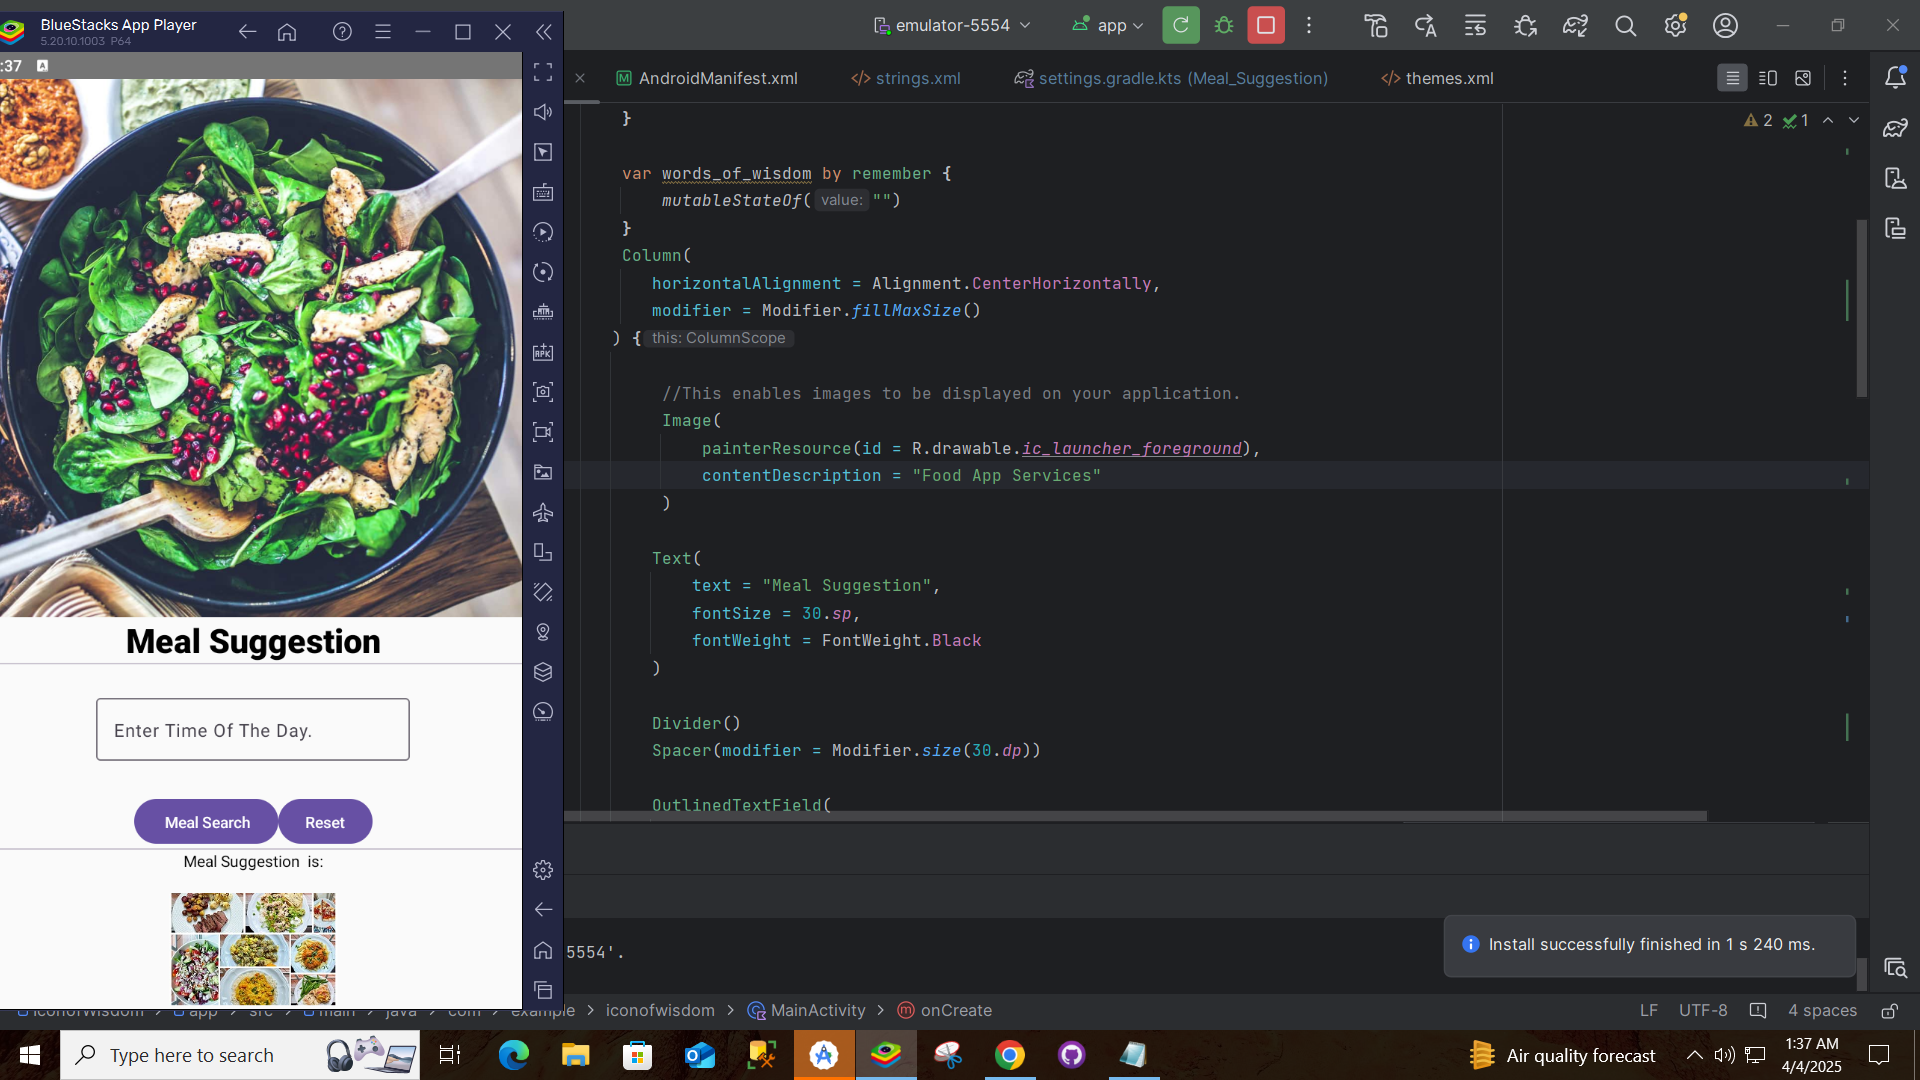 BlueStacks App Player
5.20.10.1003 P64
:37
Meal Suggestion
Enter Time Of The Day.
Meal Search
Reset
Meal Suggestion is:
emulator-5554
app
AndroidManifest.xml
strings.xml
settings.gradle.kts (Meal_Suggestion)
themes.xml
2
1
}
var words_of_wisdom by remember {
mutableStateOf( value: "")
}
Column(
horizontalAlignment = Alignment.CenterHorizontally,
modifier = Modifier.fillMaxSize()
) { this: ColumnScope
//This enables images to be displayed on your application.
Image(
painterResource(id = R.drawable.ic_launcher_foreground),
contentDescription = "Food App Services"
)
Text(
text = "Meal Suggestion",
fontSize = 30.sp,
fontWeight = FontWeight.Black
)
Divider()
Spacer(modifier = Modifier.size(30.dp))
OutlinedTextField(
5554'.
Install successfully finished in 1 s 240 ms.
iconofwisdom > app > src > main > java > com > example > iconofwisdom > MainActivity > onCreate
LF UTF-8 4 spaces
Type here to search
Air quality forecast
1:37 AM
4/4/2025